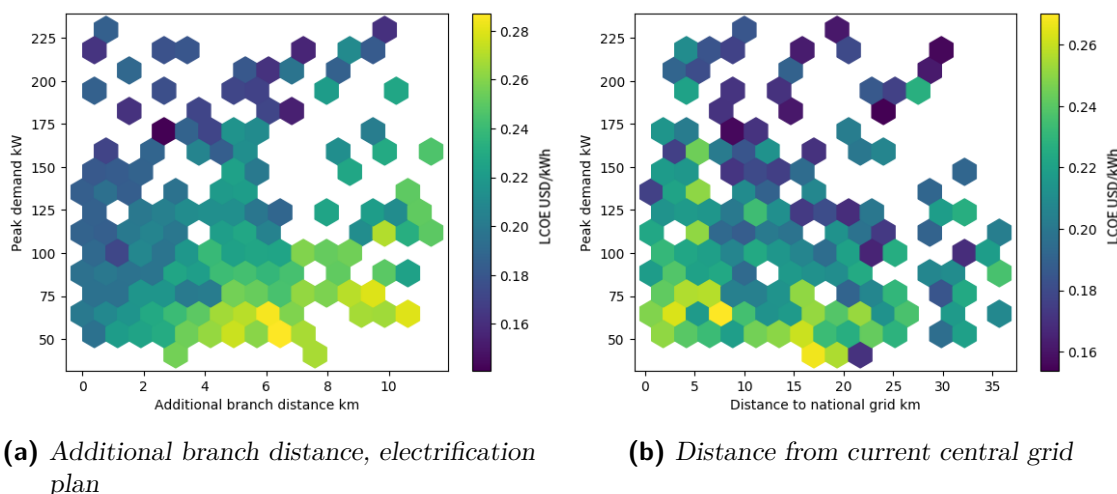 225
200
175
150
125
100
75
50
Peak demand kW
0 2 4 6 8 10
Additional branch distance km
0.28
0.26
0.24
0.22
0.20
0.18
0.16
LCOE USD/kWh
225
200
175
150
125
100
75
50
Peak demand kW
0 5 10 15 20 25 30 35
Distance to national grid km
0.26
0.24
0.22
0.20
0.18
0.16
LCOE USD/kWh
(a) Additional branch distance, electrification
plan
(b) Distance from current central grid